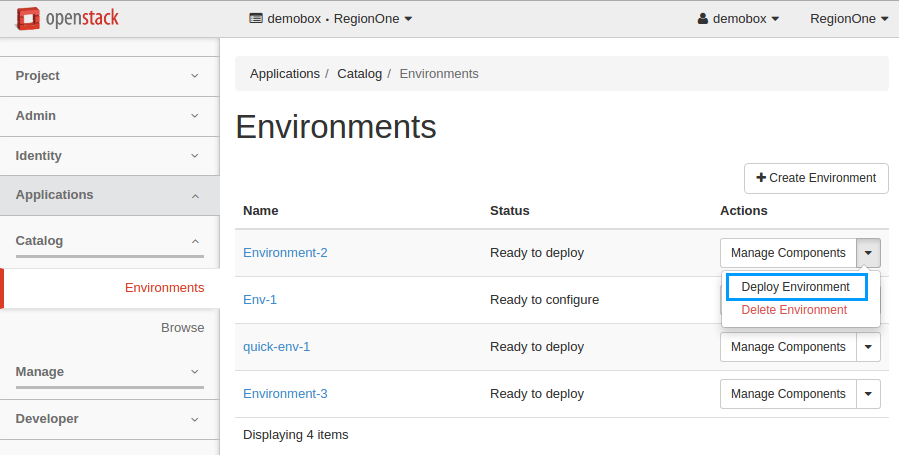 openstack demobox • RegionOne demobox RegionOne
Project
Admin
Identity
Applications
Catalog
Environments
Browse
Manage
Developer
Applications / Catalog / Environments
Environments
+ Create Environment
Name Status Actions
Environment-2 Ready to deploy Manage Components
Deploy Environment
Delete Environment
Env-1 Ready to configure
quick-env-1 Ready to deploy Manage Components
Environment-3 Ready to deploy Manage Components
Displaying 4 items